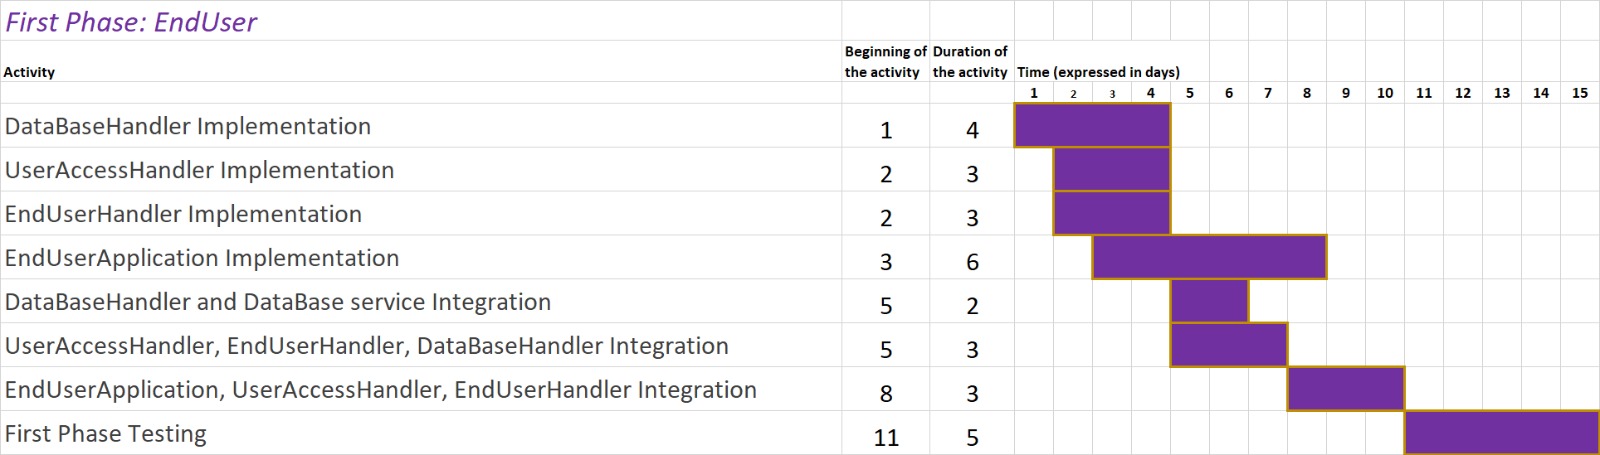 First Phase: EndUser
Activity Beginning of the activity Duration of the activity Time (expressed in days)
1 2 3 4 5 6 7 8 9 10 11 12 13 14 15
DataBaseHandler Implementation 1 4
UserAccessHandler Implementation 2 3
EndUserHandler Implementation 2 3
EndUserApplication Implementation 3 6
DataBaseHandler and DataBase service Integration 5 2
UserAccessHandler, EndUserHandler, DataBaseHandler Integration 5 3
EndUserApplication, UserAccessHandler, EndUserHandler Integration 8 3
First Phase Testing 11 5